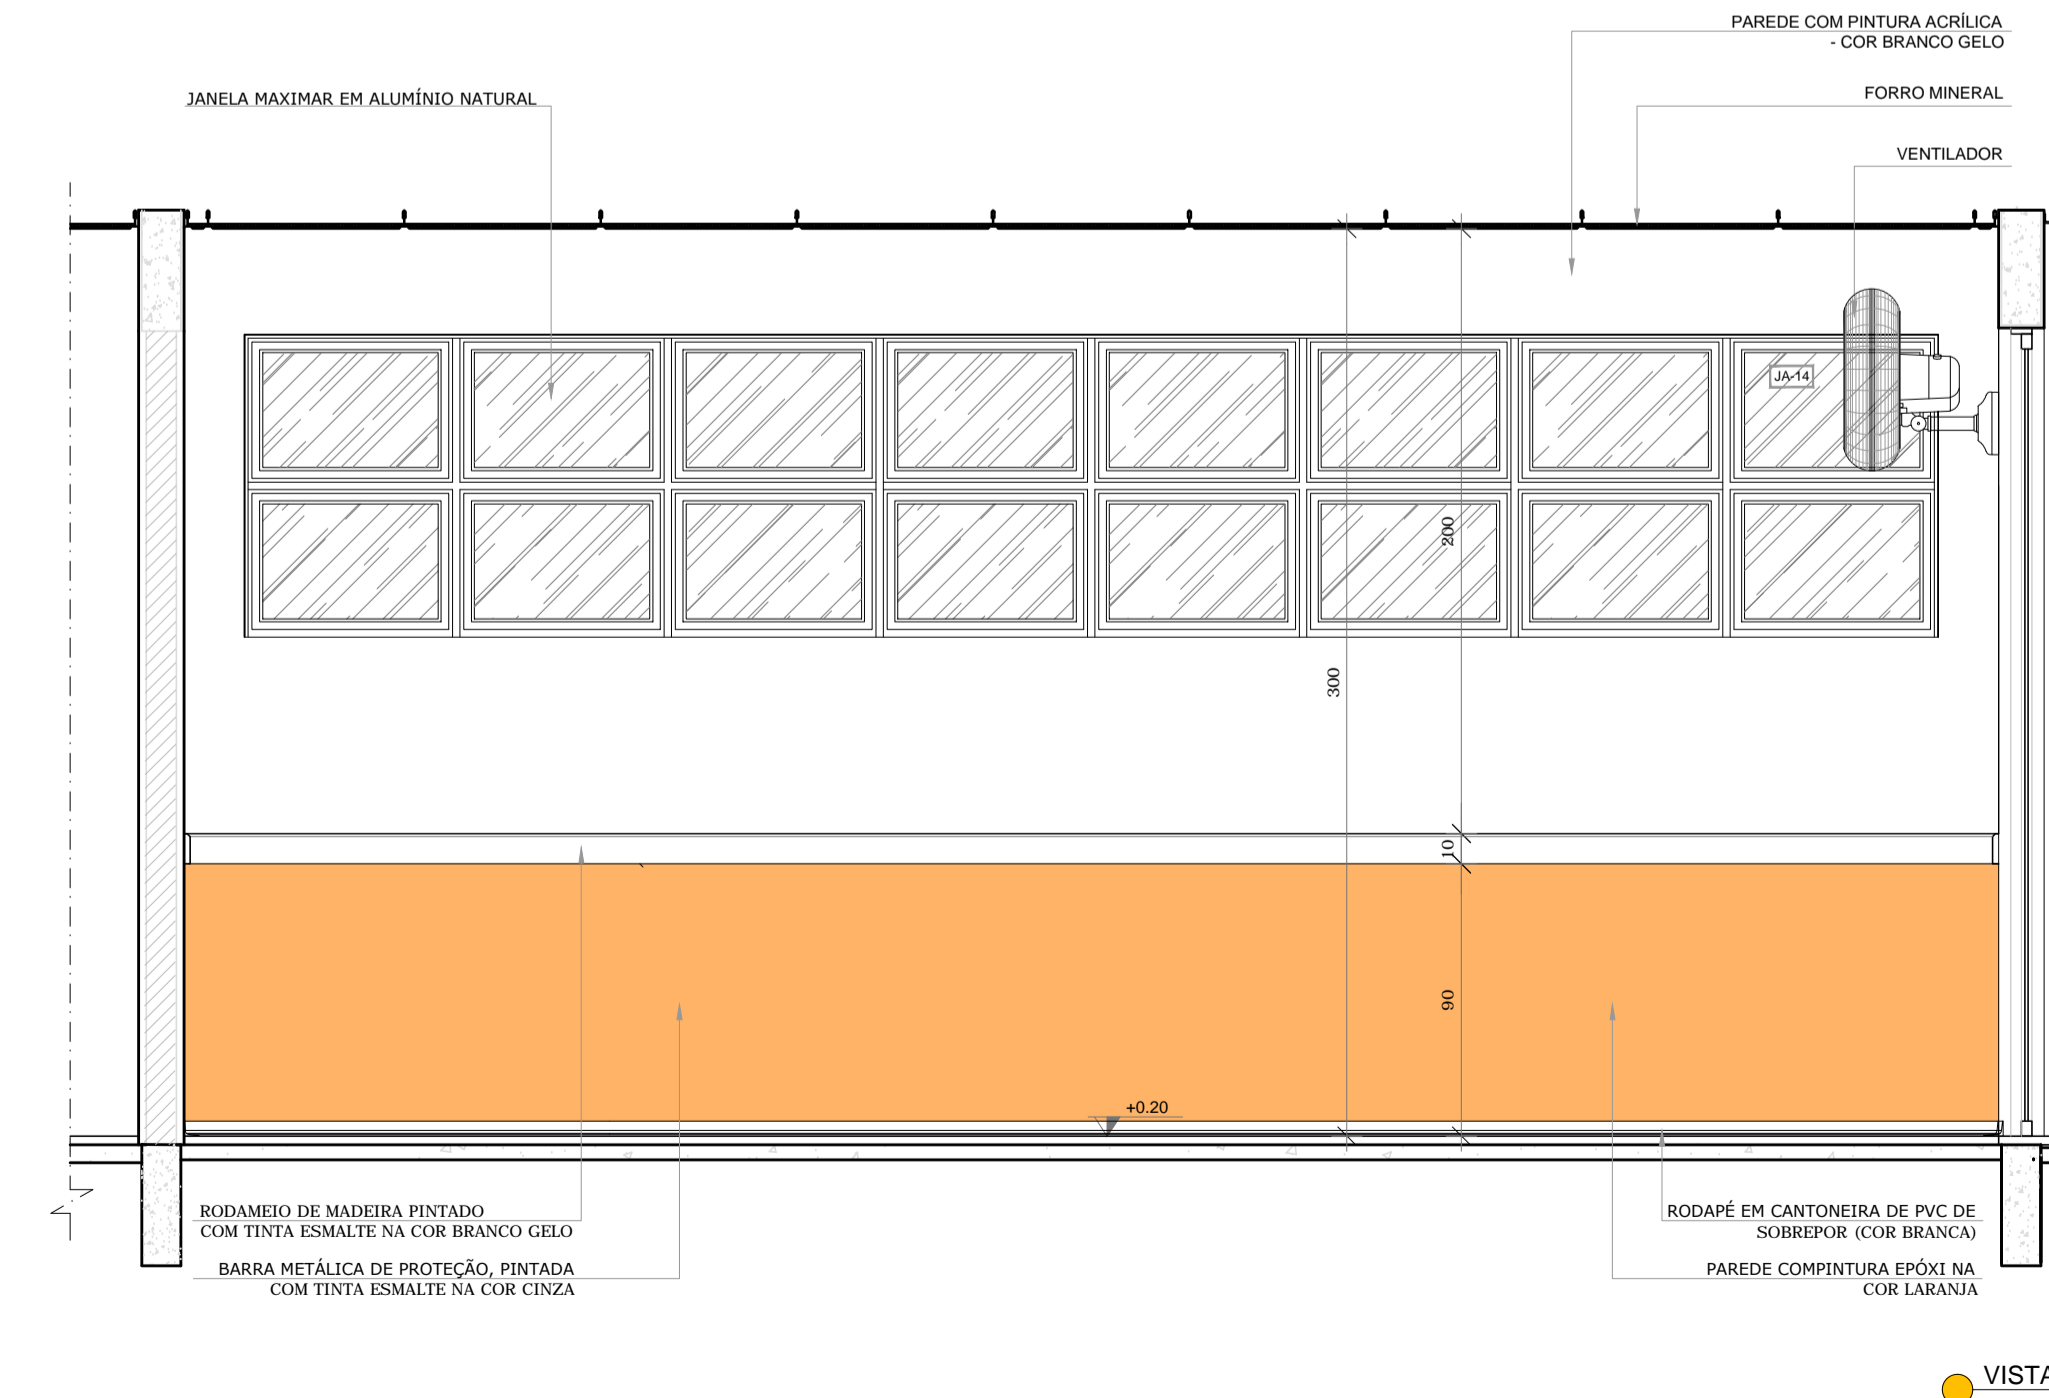 PAREDE COM PINTURA ACRÍLICA
- COR BRANCO GELO
JANELA MAXIMAR EM ALUMÍNIO NATURAL
FORRO MINERAL
VENTILADOR
JA-14
200
300
10
90
+0.20
RODAMEIO DE MADEIRA PINTADO
COM TINTA ESMALTE NA COR BRANCO GELO
RODAPÉ EM CANTONEIRA DE PVC DE
SOBREPOR (COR BRANCA)
BARRA METÁLICA DE PROTEÇÃO, PINTADA
COM TINTA ESMALTE NA COR CINZA
PAREDE COMPINTURA EPÓXI NA
COR LARANJA
VISTA